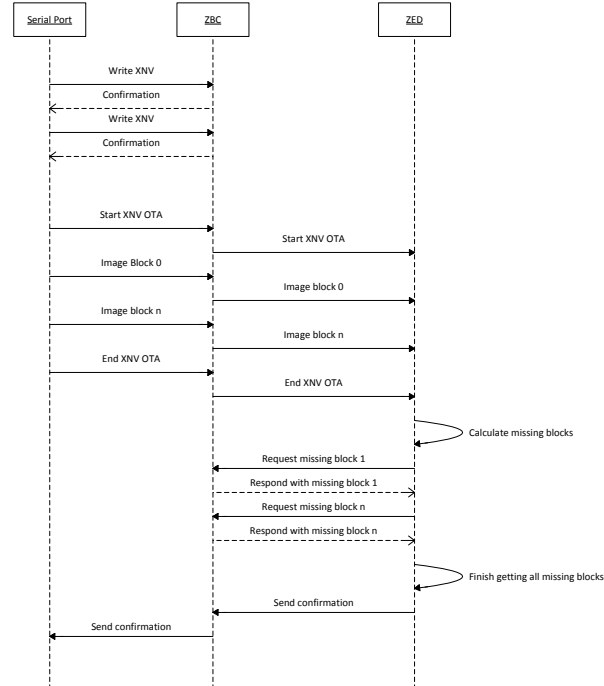 Serial Port
ZBC
ZED
Write XNV
Confirmation
Write XNV
Confirmation
Start XNV OTA
Start XNV OTA
Image Block 0
Image block 0
Image block n
Image block n
End XNV OTA
End XNV OTA
Calculate missing blocks
Request missing block 1
Respond with missing block 1
Request missing block n
Respond with missing block n
Finish getting all missing blocks
Send confirmation
Send confirmation